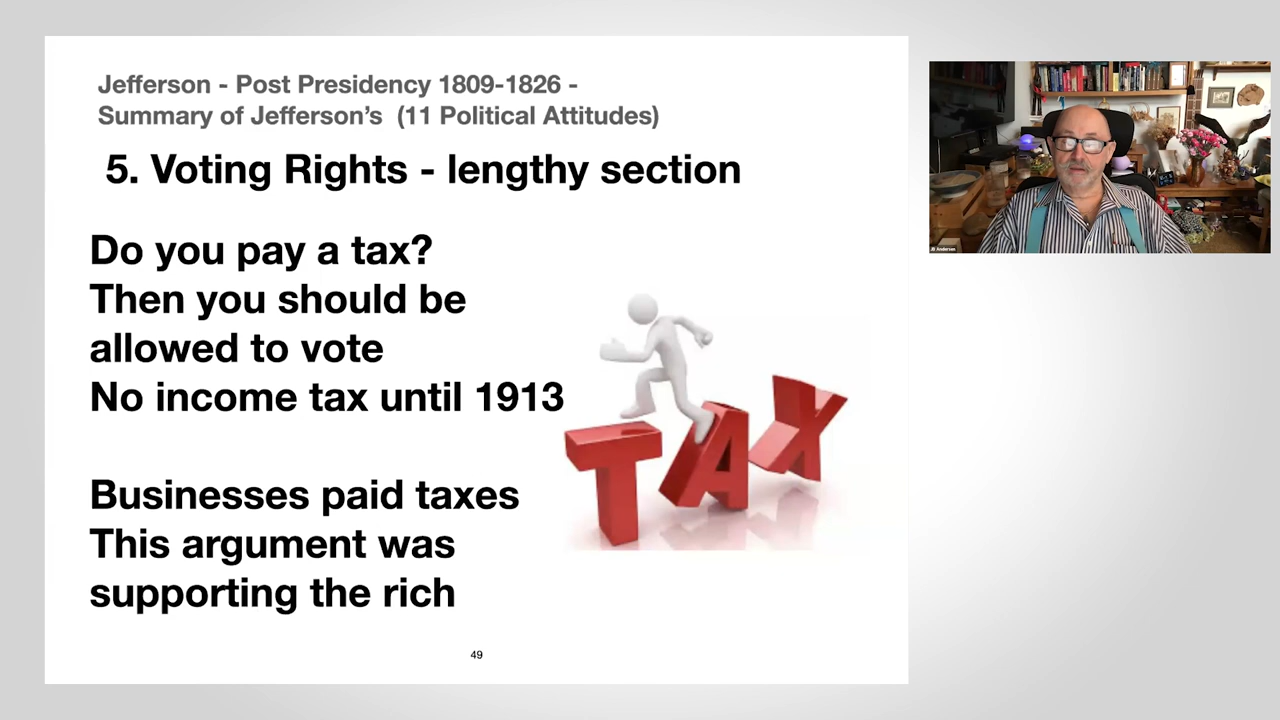 Jefferson - Post Presidency 1809-1826 -
Summary of Jefferson's  (11 Political Attitudes)
5. Voting Rights - lengthy section
Do you pay a tax?
Then you should be
allowed to vote
No income tax until 1913
TAX
Businesses paid taxes
This argument was
supporting the rich
49
JB Andersen